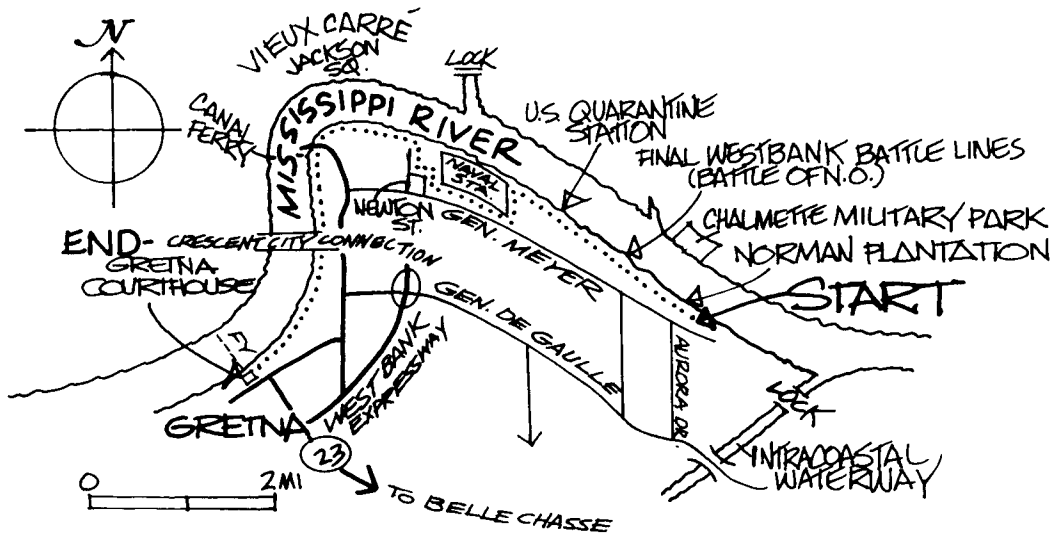 N
VIEUX CARRÉ
JACKSON
SQ.
LOCK
CANAL
FERRY
MISSISSIPPI RIVER
U.S. QUARANTINE
STATION
FINAL WESTBANK BATTLE LINES
(BATTLE OF N.O.)
NAVAL
STA.
CHALMETTE MILITARY PARK
NORMAN PLANTATION
NEWTON
ST.
GEN. MEYER
END- CRESCENT CITY CONNECTION
GRETNA
COURTHOUSE
START
GEN. DE GAULLE
AURORA DR.
WEST BANK
EXPRESSWAY
LOCK
GRETNA
23
INTRACOASTAL
WATERWAY
0 2 MI
TO BELLE CHASSE